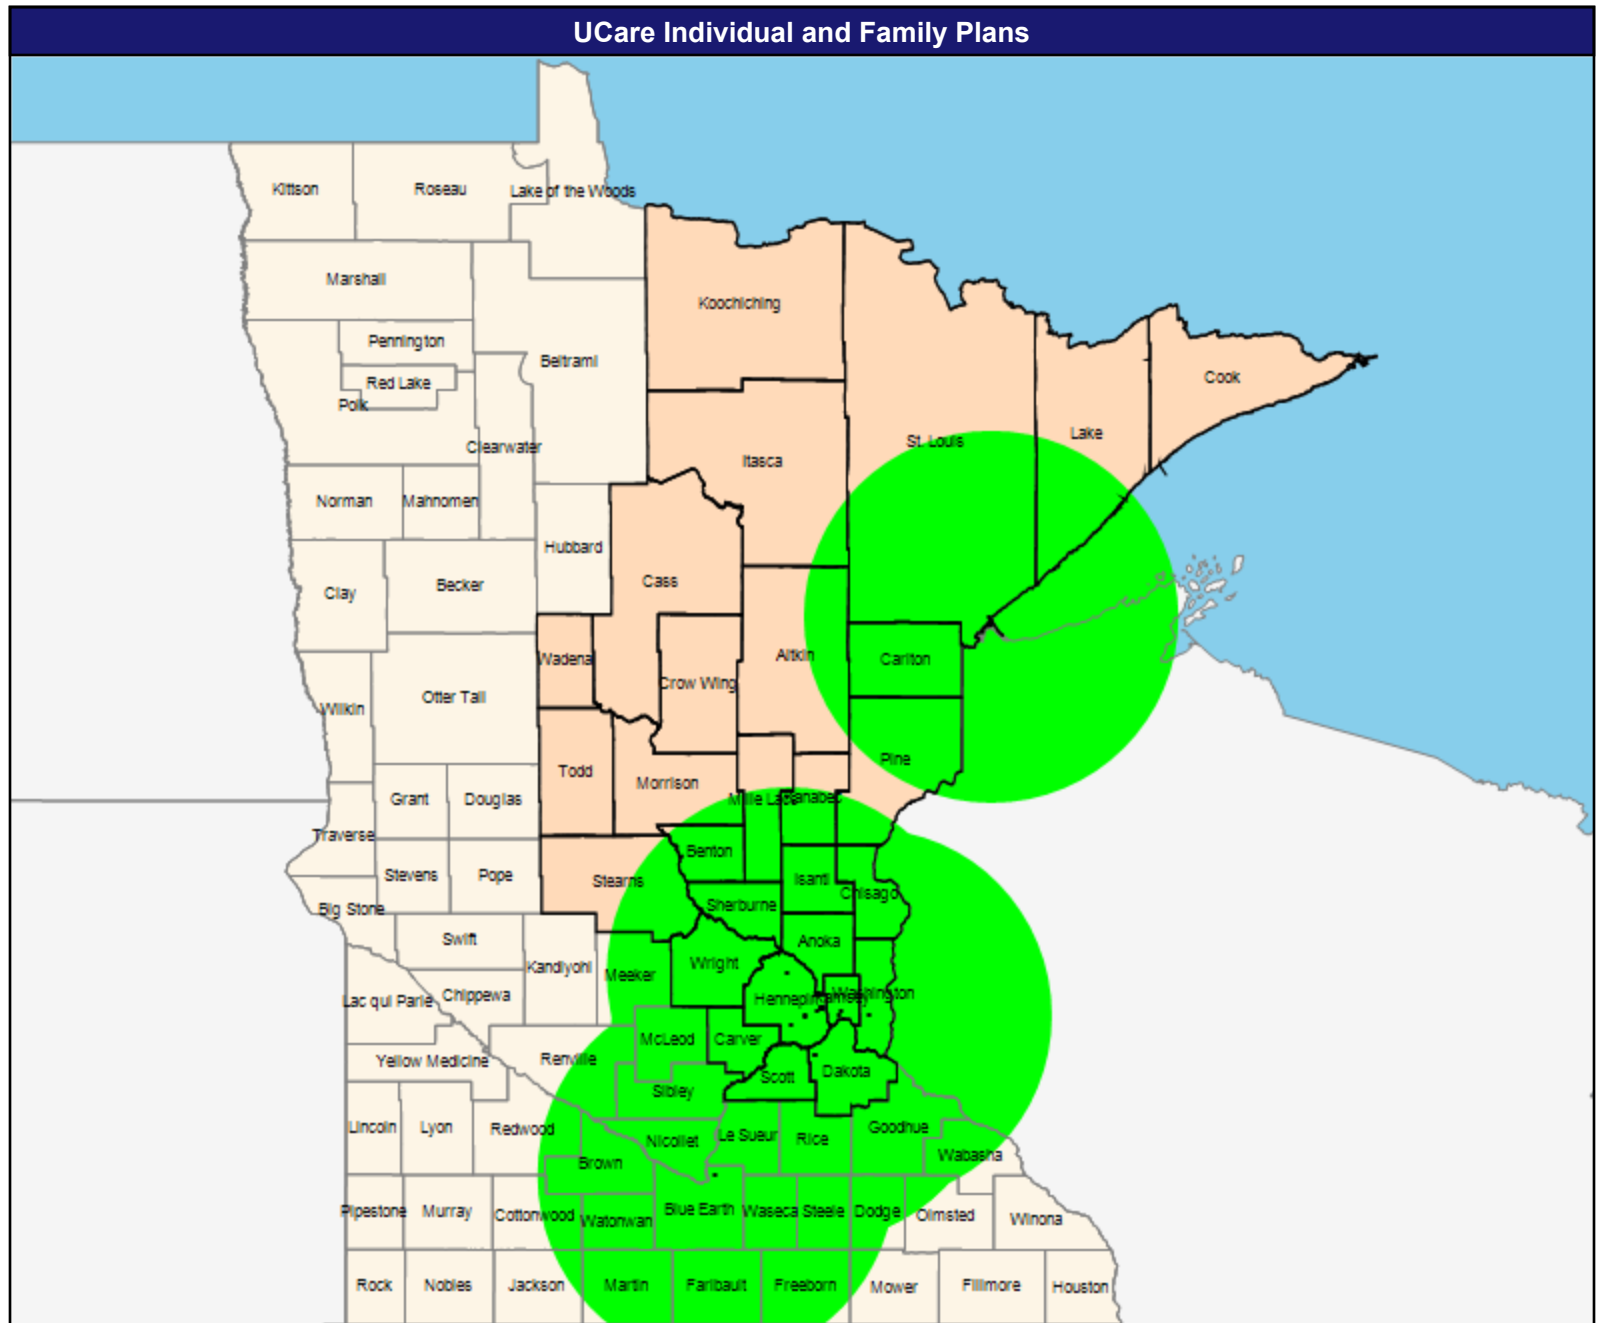 UCare Individual and Family Plans
Kittson
Roseau
Lake of the Woods
Marshall
Koochiching
Pennington
Beltrami
Red Lake
Polk
Cook
Lake
St. Louis
Clearwater
Itasca
Norman
Mahnomen
Hubbard
Cass
Becker
Clay
Wadena
Aitkin
Carlton
Crow Wing
Otter Tail
Wilkin
Pine
Todd
Morrison
Grant
Douglas
Mille Lacs
Kanabec
Traverse
Benton
Stevens
Pope
Stearns
Isanti
Chisago
Sherburne
Big Stone
Swift
Anoka
Wright
Kandiyohi
Meeker
Chippewa
Lac qui Parle
Hennepin
Ramsey
Washington
McLeod
Carver
Yellow Medicine
Renville
Scott
Dakota
Sibley
Lincoln
Lyon
Redwood
Nicollet
Le Sueur
Rice
Goodhue
Wabasha
Brown
Pipestone
Murray
Cottonwood
Watonwan
Blue Earth
Waseca
Steele
Dodge
Olmsted
Winona
Rock
Nobles
Jackson
Martin
Faribault
Freeborn
Mower
Fillmore
Houston